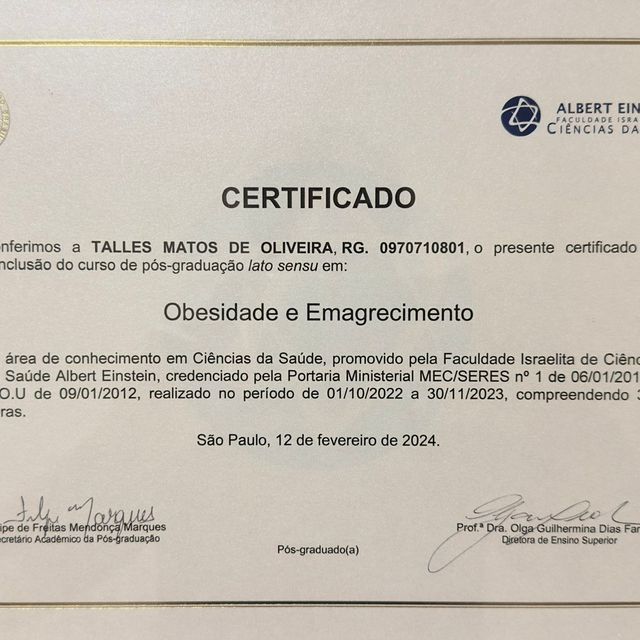 ALBERT EIN
FACULDADE ISRA
CIÊNCIAS DA
CERTIFICADO
onferimos a TALLES MATOS DE OLIVEIRA, RG. 0970710801, o presente certificado
nclusão do curso de pós-graduação lato sensu em:
Obesidade e Emagrecimento
área de conhecimento em Ciências da Saúde, promovido pela Faculdade Israelita de Ciênc
Saúde Albert Einstein, credenciado pela Portaria Ministerial MEC/SERES nº 1 de 06/01/201
O.U de 09/01/2012, realizado no período de 01/10/2022 a 30/11/2023, compreendendo 3
ras.
São Paulo, 12 de fevereiro de 2024.
Filipe Marques
ipe de Freitas Mendonça Marques
cretário Acadêmico da Pós-graduação
Prof.ª Dra. Olga Guilhermina Dias Far
Diretora de Ensino Superior
Pós-graduado(a)